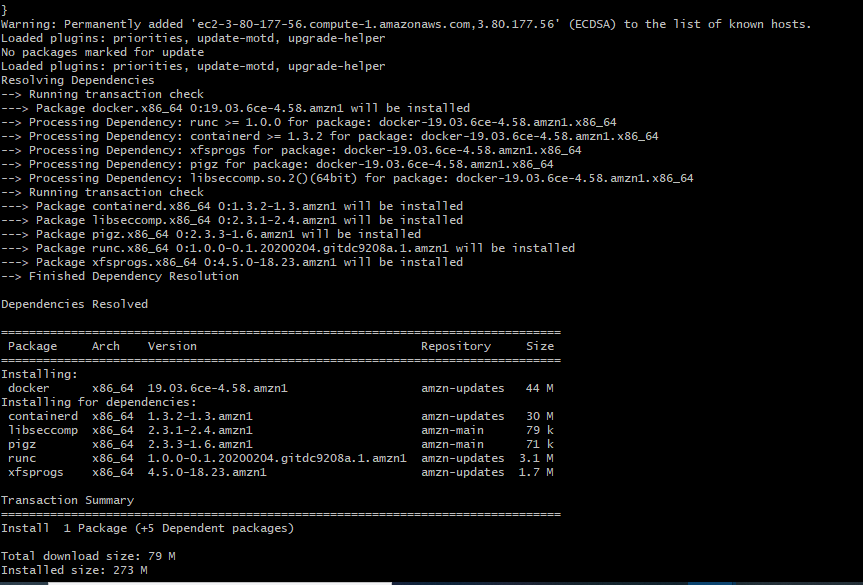 }
Warning: Permanently added 'ec2-3-80-177-56.compute-1.amazonaws.com,3.80.177.56' (ECDSA) to the list of known hosts.
Loaded plugins: priorities, update-motd, upgrade-helper
No packages marked for update
Loaded plugins: priorities, update-motd, upgrade-helper
Resolving Dependencies
--> Running transaction check
---> Package docker.x86_64 0:19.03.6ce-4.58.amzn1 will be installed
--> Processing Dependency: runc >= 1.0.0 for package: docker-19.03.6ce-4.58.amzn1.x86_64
--> Processing Dependency: containerd >= 1.3.2 for package: docker-19.03.6ce-4.58.amzn1.x86_64
--> Processing Dependency: xfsprogs for package: docker-19.03.6ce-4.58.amzn1.x86_64
--> Processing Dependency: pigz for package: docker-19.03.6ce-4.58.amzn1.x86_64
--> Processing Dependency: libseccomp.so.2()(64bit) for package: docker-19.03.6ce-4.58.amzn1.x86_64
--> Running transaction check
---> Package containerd.x86_64 0:1.3.2-1.3.amzn1 will be installed
---> Package libseccomp.x86_64 0:2.3.1-2.4.amzn1 will be installed
---> Package pigz.x86_64 0:2.3.3-1.6.amzn1 will be installed
---> Package runc.x86_64 0:1.0.0-0.1.20200204.gitdc9208a.1.amzn1 will be installed
---> Package xfsprogs.x86_64 0:4.5.0-18.23.amzn1 will be installed
--> Finished Dependency Resolution

Dependencies Resolved

================================================================================
 Package     Arch    Version                                Repository     Size
================================================================================
Installing:
 docker      x86_64  19.03.6ce-4.58.amzn1                   amzn-updates   44 M
Installing for dependencies:
 containerd  x86_64  1.3.2-1.3.amzn1                        amzn-updates   30 M
 libseccomp  x86_64  2.3.1-2.4.amzn1                        amzn-main      79 k
 pigz        x86_64  2.3.3-1.6.amzn1                        amzn-main      71 k
 runc        x86_64  1.0.0-0.1.20200204.gitdc9208a.1.amzn1  amzn-updates  3.1 M
 xfsprogs    x86_64  4.5.0-18.23.amzn1                      amzn-updates  1.7 M

Transaction Summary
================================================================================
Install  1 Package (+5 Dependent packages)

Total download size: 79 M
Installed size: 273 M